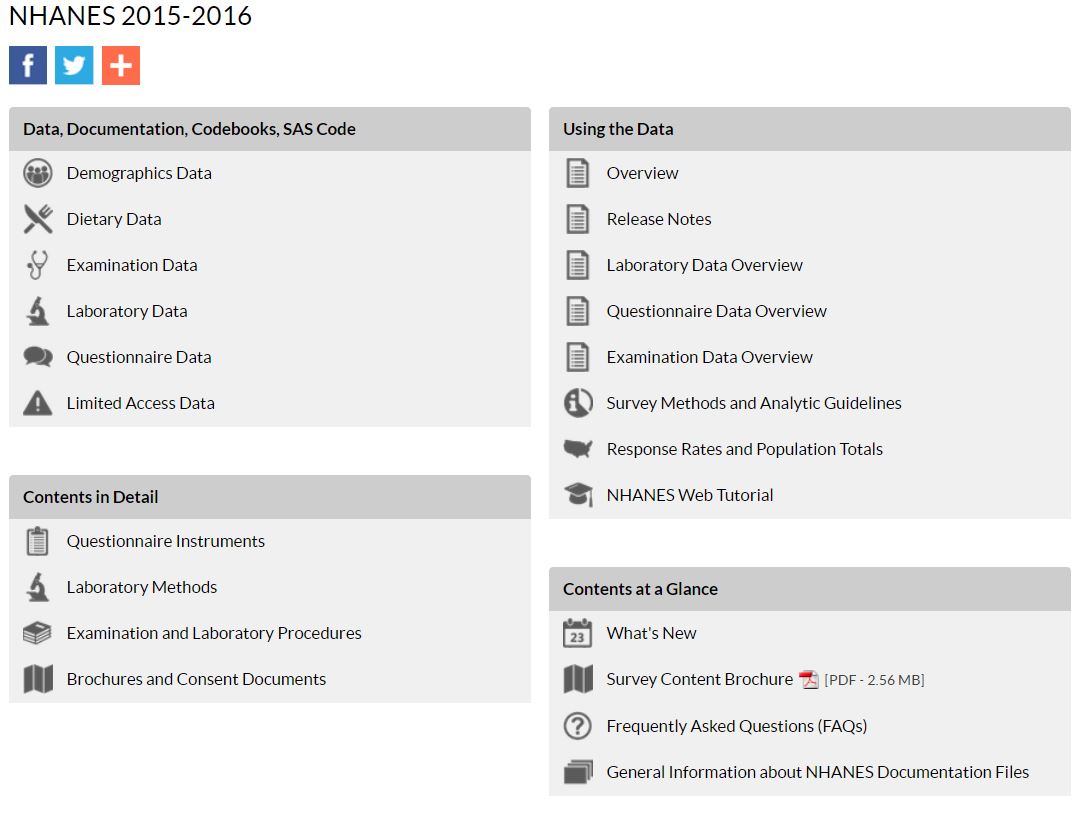 NHANES 2015-2016
f
Data, Documentation, Codebooks, SAS Code
Demographics Data
Dietary Data
Examination Data
Laboratory Data
Questionnaire Data
Limited Access Data
Contents in Detail
Questionnaire Instruments
Laboratory Methods
Examination and Laboratory Procedures
Brochures and Consent Documents
Using the Data
Overview
Release Notes
Laboratory Data Overview
Questionnaire Data Overview
Examination Data Overview
Survey Methods and Analytic Guidelines
Response Rates and Population Totals
NHANES Web Tutorial
Contents at a Glance
23 What's New
Survey Content Brochure [PDF - 2.56 MB]
? Frequently Asked Questions (FAQs)
General Information about NHANES Documentation Files